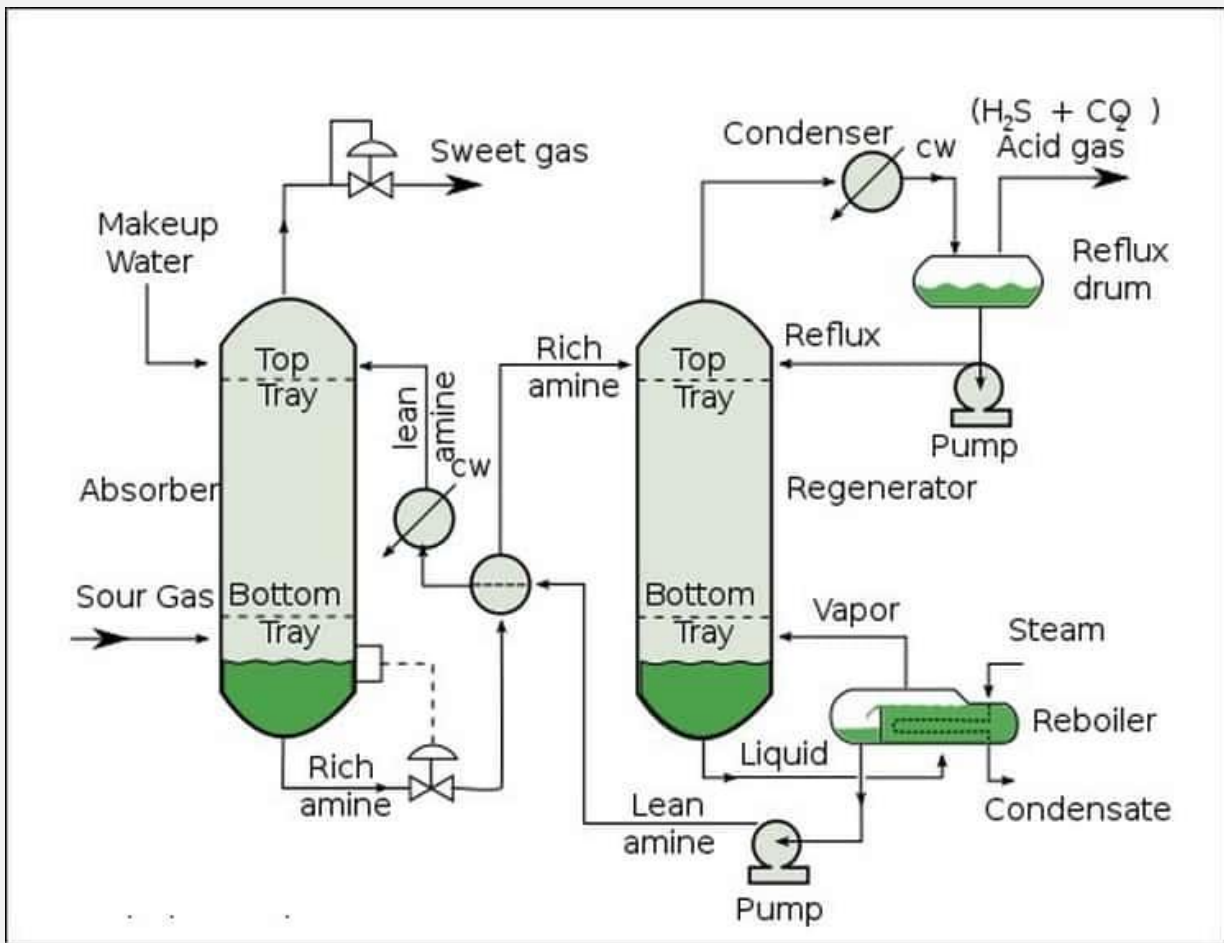 (H₂S + CO₂ )
Acid gas
Condenser
cw
Sweet gas
Makeup
Water
Reflux
drum
Top
Tray
lean
amine
Rich
amine
Top
Tray
Reflux
Pump
cw
Absorber
Regenerator
Sour Gas
Bottom
Tray
Bottom
Tray
Vapor
Steam
Reboiler
Liquid
Condensate
Rich
amine
Lean
amine
Pump